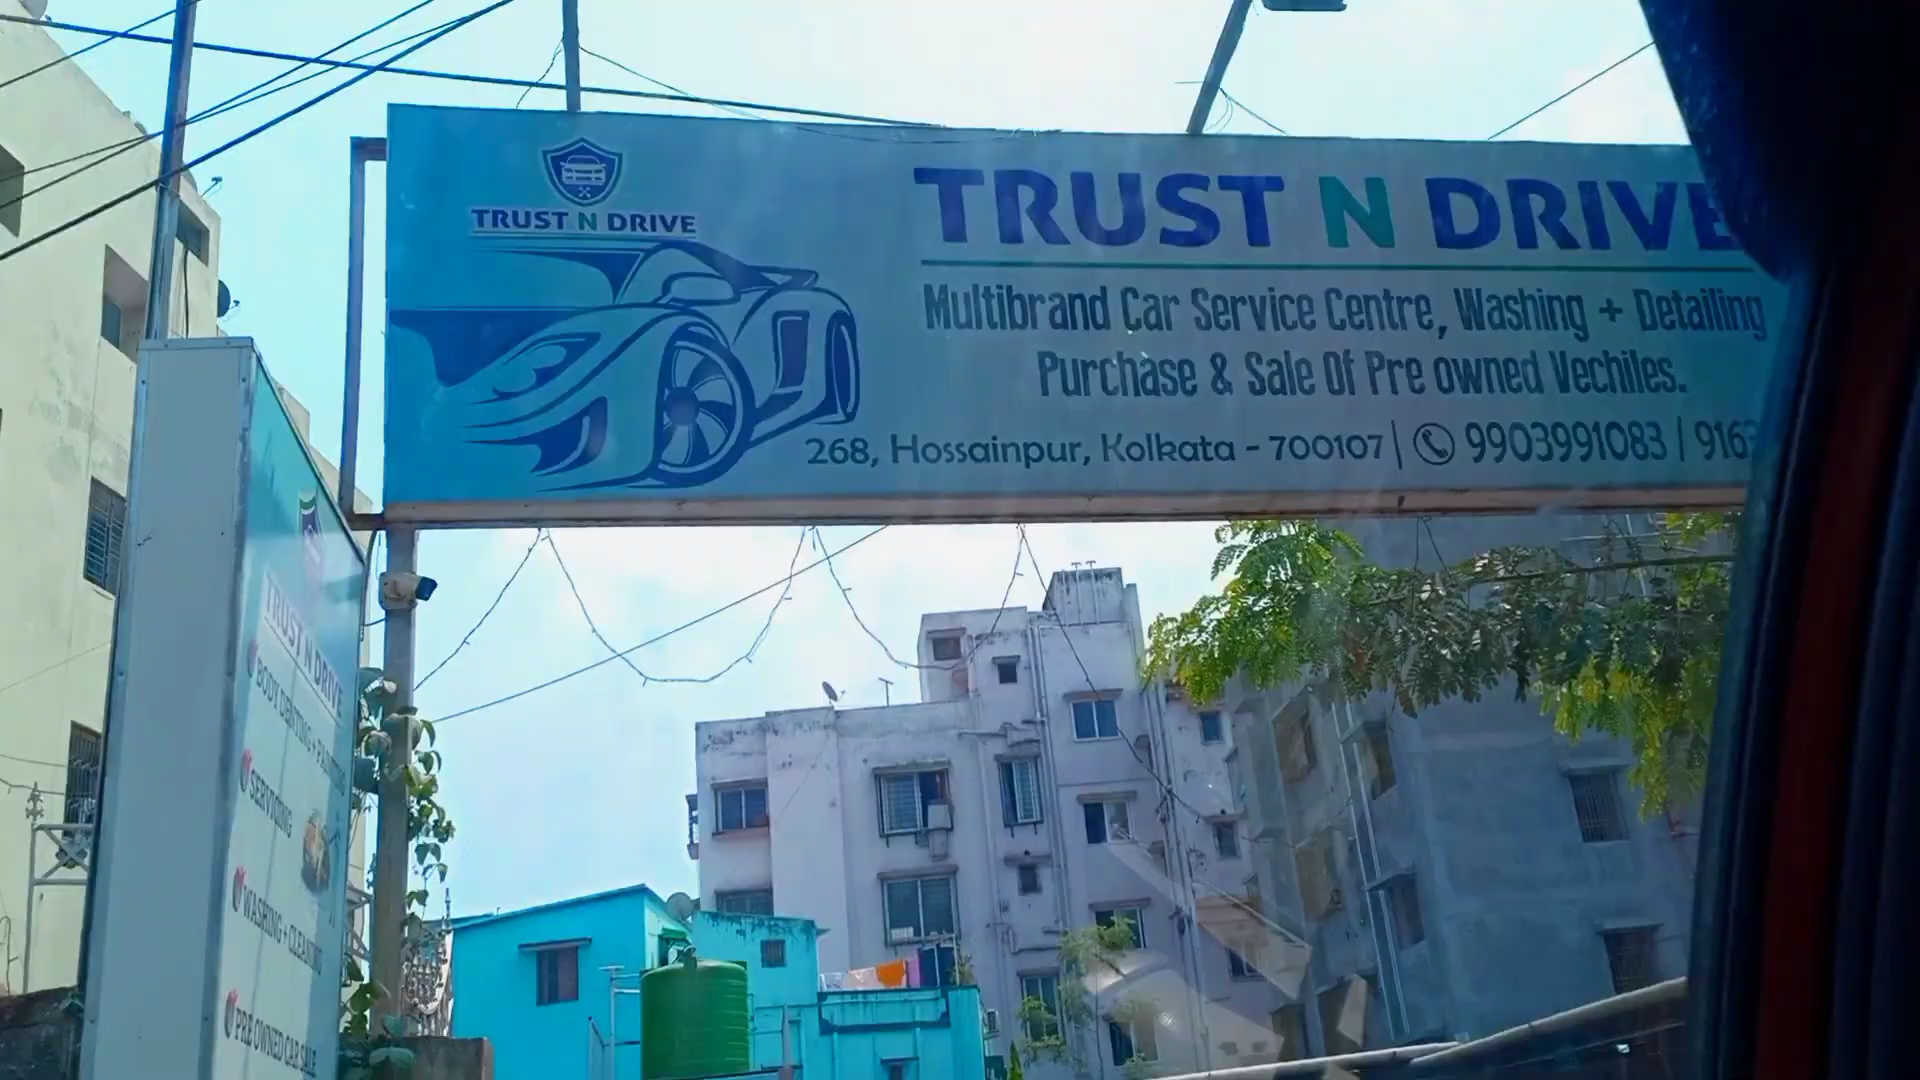 TRUST N DRIVE
TRUST N DRIVE
Multibrand Car Service Centre, Washing + Detailing
Purchase & Sale Of Pre owned Vechiles.
268, Hossainpur, Kolkata - 700107 | 9903991083 | 9163
TRUST N DRIVE
BODY DENTING + PAINTING
SERVICING
WASHING + CLEANING
PRE OWNED CAR SALE